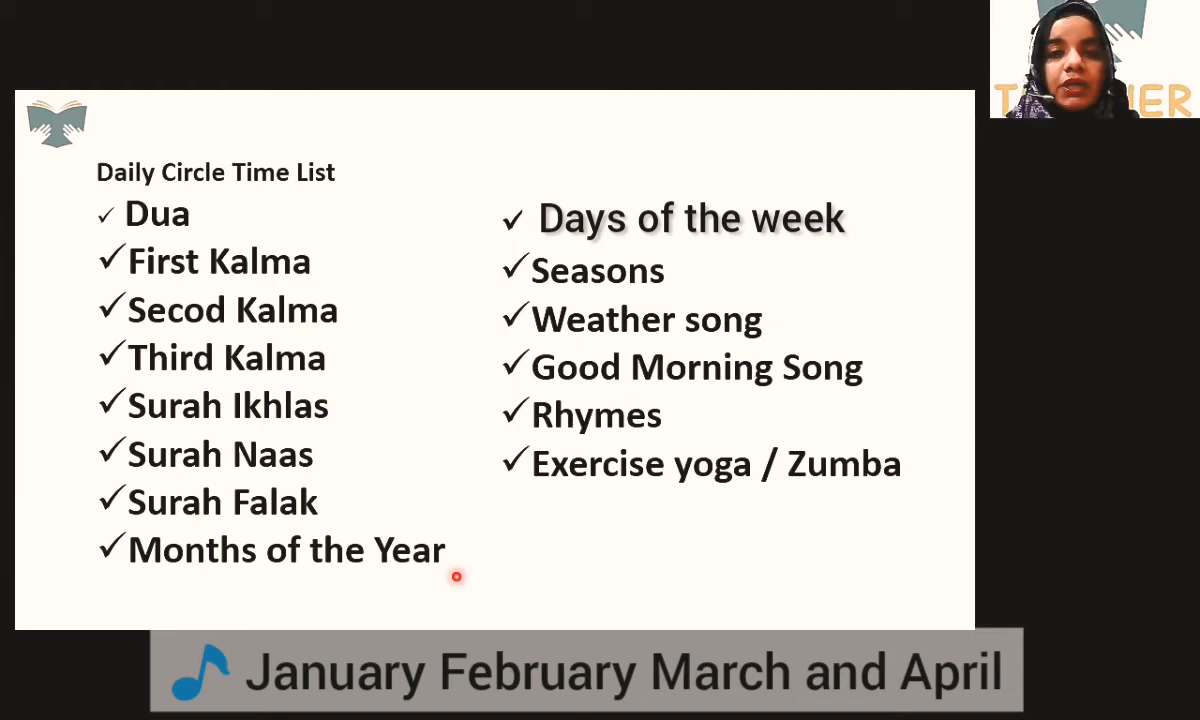 Daily Circle Time List
✓ Dua
✓ First Kalma
✓ Secod Kalma
✓ Third Kalma
✓ Surah Ikhlas
✓ Surah Naas
✓ Surah Falak
✓ Months of the Year
✓ Days of the week
✓ Seasons
✓ Weather song
✓ Good Morning Song
✓ Rhymes
✓ Exercise yoga / Zumba
January February March and April